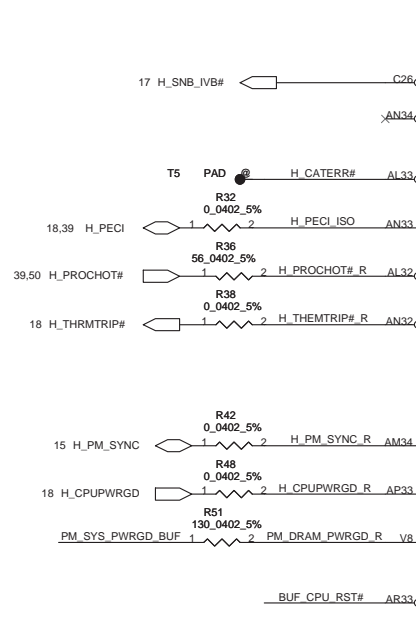 17 H_SNB_IVB# C26
AN34
T5 PAD @ H_CATERR# AL33
R32
0_0402_5%
18,39 H_PECI 1 2 H_PECI_ISO AN33
R36
56_0402_5%
39,50 H_PROCHOT# 1 2 H_PROCHOT#_R AL32
R38
0_0402_5%
18 H_THRMTRIP# 1 2 H_THEMTRIP#_R AN32
R42
0_0402_5%
15 H_PM_SYNC 1 2 H_PM_SYNC_R AM34
R48
0_0402_5%
18 H_CPUPWRGD 1 2 H_CPUPWRGD_R AP33
R51
130_0402_5%
PM_SYS_PWRGD_BUF 1 2 PM_DRAM_PWRGD_R V8
BUF_CPU_RST# AR33